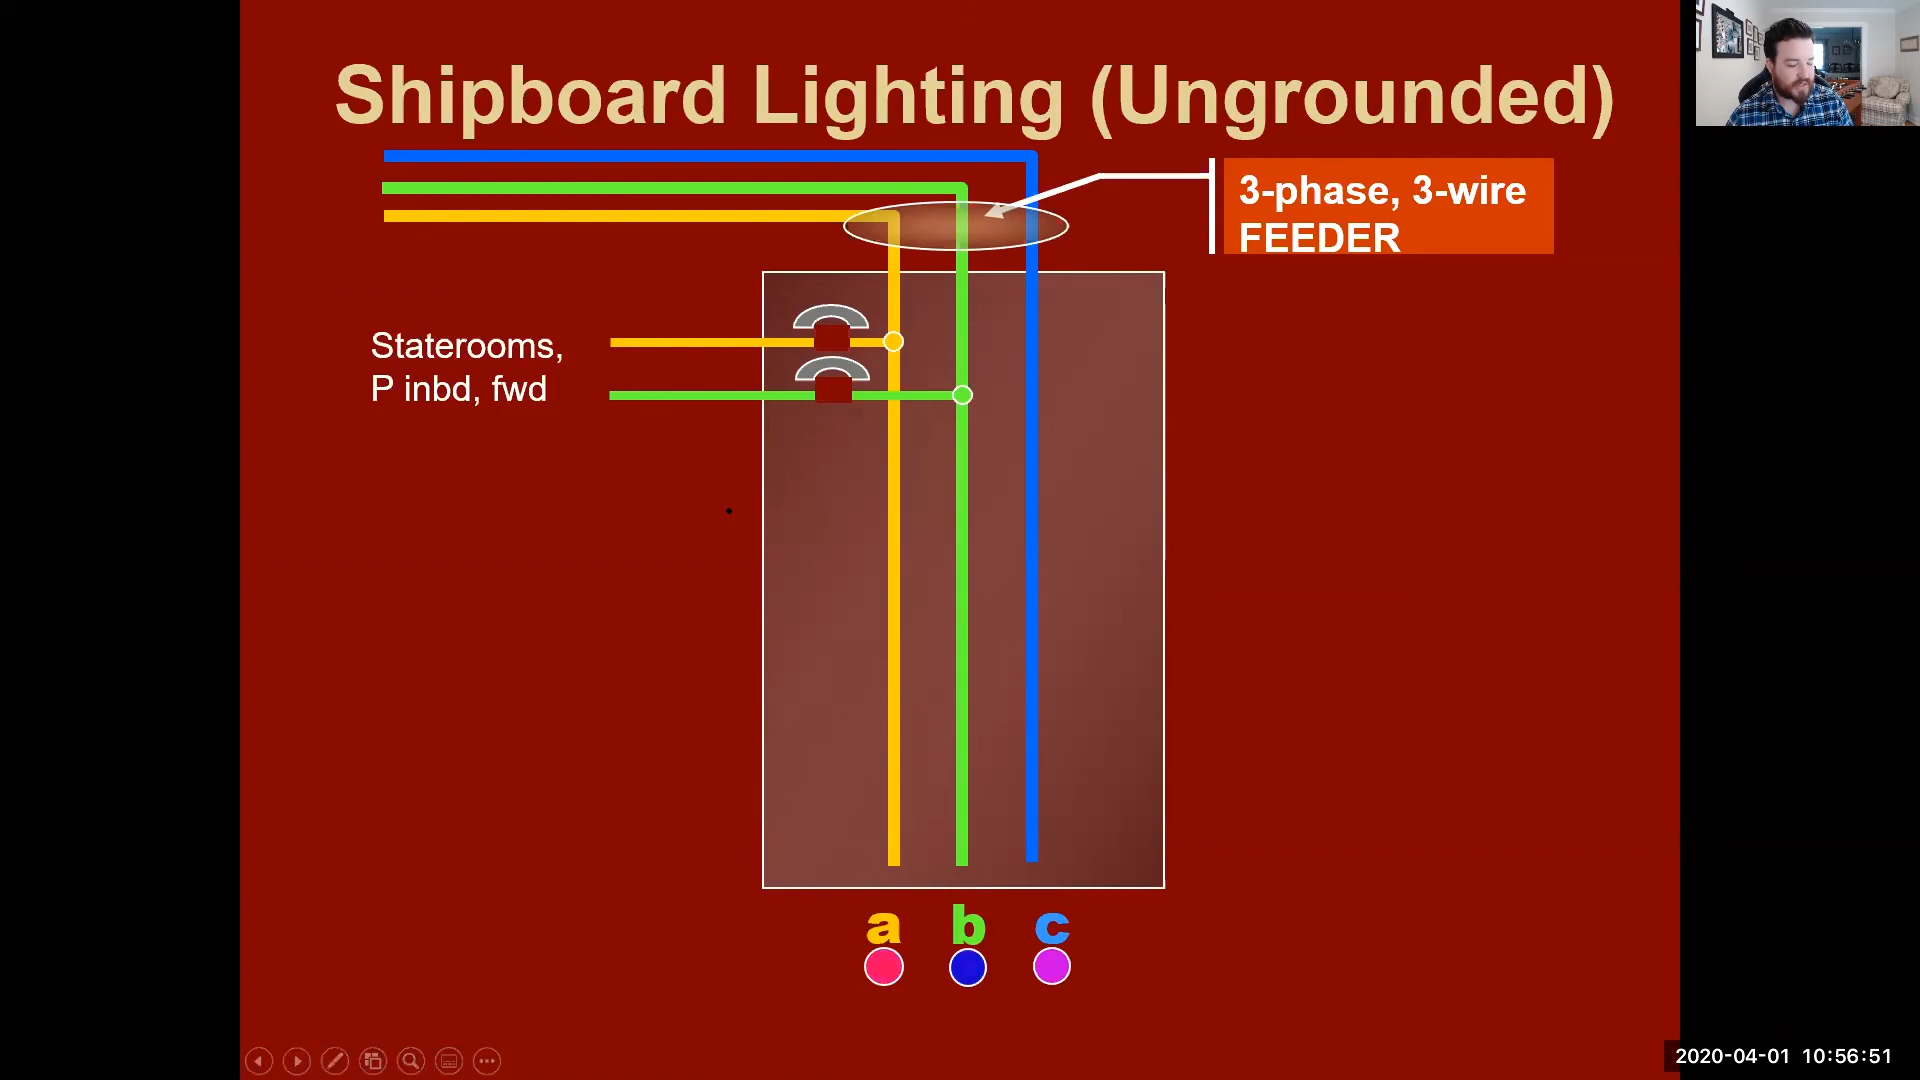 Shipboard Lighting (Ungrounded)
3-phase, 3-wire
FEEDER
Staterooms,
P inbd, fwd
a b c
2020-04-01 10:56:51